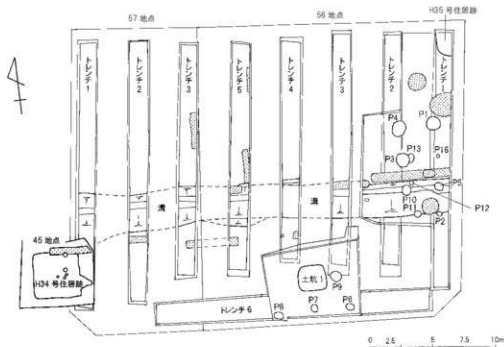 57 地点
56 地点
H35 号住居跡
トレンチ1
トレンチ2
トレンチ3
トレンチ5
トレンチ4
トレンチ3
トレンチ2
トレンチ1
P4
P1
P13
P3
P16
P5
P10
P12
P11
P2
溝
溝
45 地点
H34 号住居跡
土坑1
P9
トレンチ6
P8
P7
P6
0 2.5 5 7.5 10m